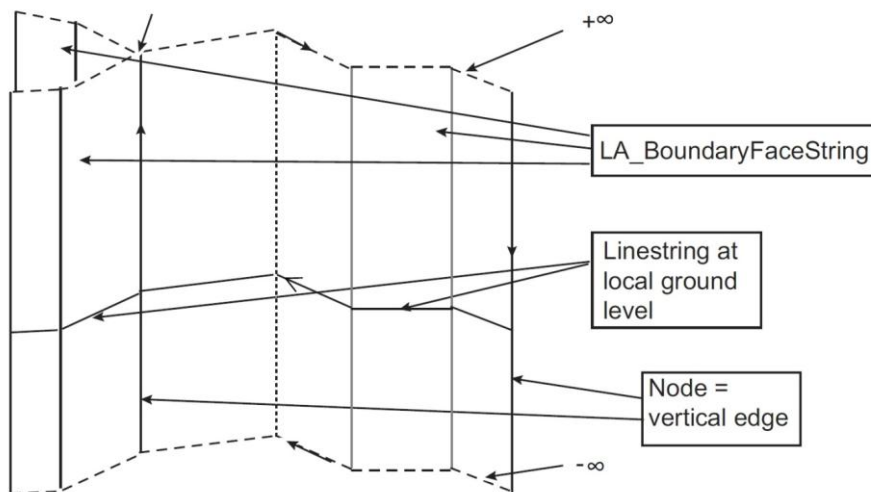 +∞
LA_BoundaryFaceString
Linestring at
local ground
level
Node =
vertical edge
-∞